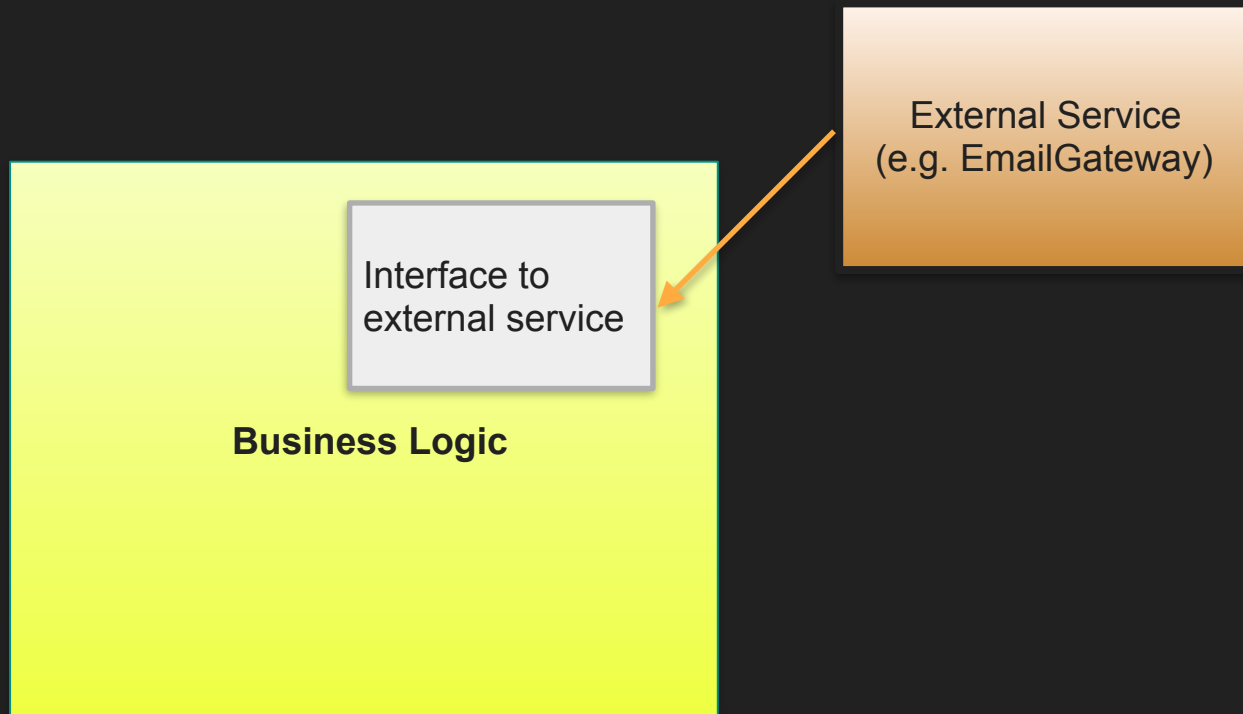 External Service
(e.g. EmailGateway)
Interface to
external service
Business Logic